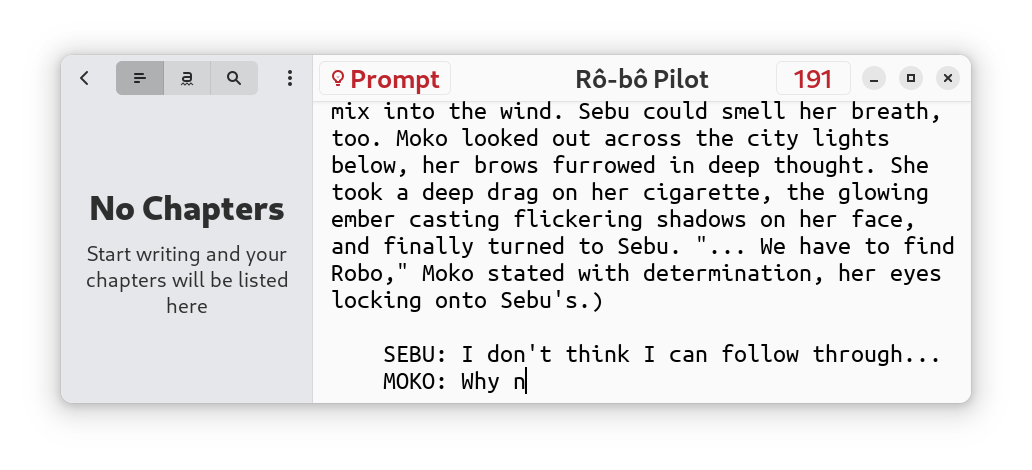 Prompt
Rô-bô Pilot
191
No Chapters
Start writing and your
chapters will be listed
here
mix into the wind. Sebu could smell her breath,
too. Moko looked out across the city lights
below, her brows furrowed in deep thought. She
took a deep drag on her cigarette, the glowing
ember casting flickering shadows on her face,
and finally turned to Sebu. "... We have to find
Robo," Moko stated with determination, her eyes
locking onto Sebu's.)
SEBU: I don't think I can follow through...
MOKO: Why n